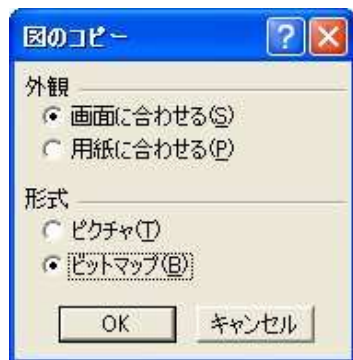 図のコピー
外観
画面に合わせる(S)
用紙に合わせる(P)
形式
ピクチャ(T)
ビットマップ(B)
OK キャンセル